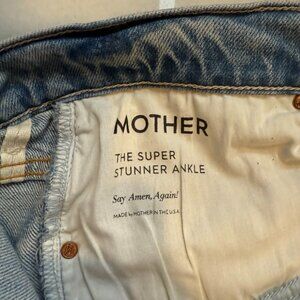 MOTHER
THE SUPER
STUNNER ANKLE
Say Amen, Again!
MADE by MOTHER IN THE U.S.A.